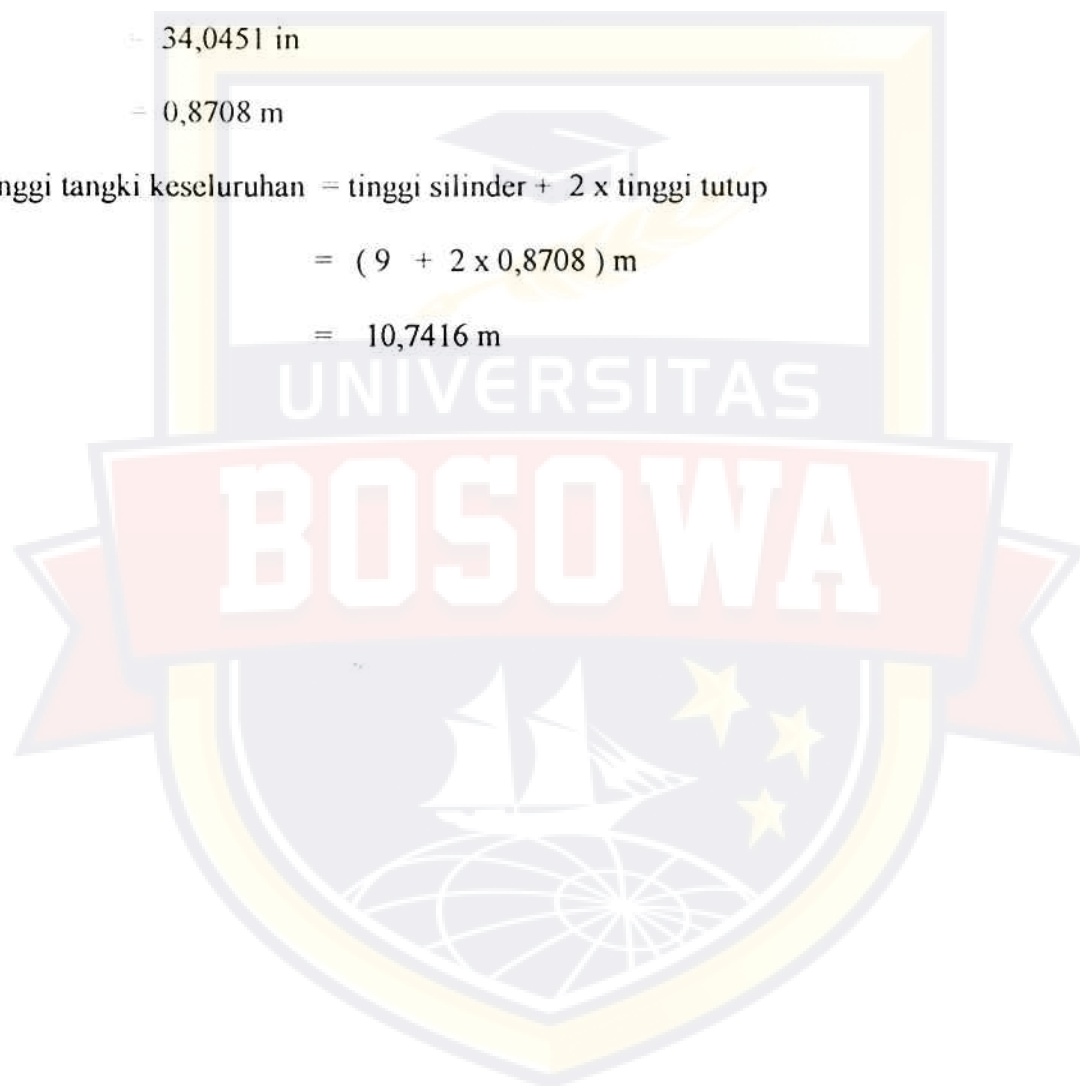 = 34,0451 in
= 0,8708 m
nggi tangki keseluruhan = tinggi silinder + 2 x tinggi tutup
= ( 9 + 2 x 0,8708 ) m
= 10,7416 m
UNIVERSITAS
BOSOWA